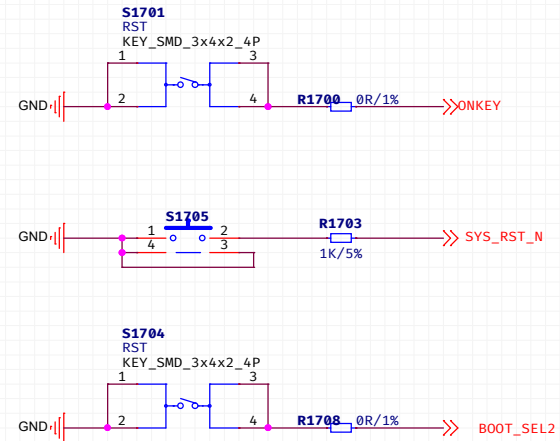 S1701
RST
KEY_SMD_3x4x2_4P
1 3
GND 2 4 R1700 0R/1% ONKEY
S1705
GND 1 2 R1703 SYS_RST_N
4 3 1K/5%
S1704
RST
KEY_SMD_3x4x2_4P
1 3
GND 2 4 R1708 0R/1% BOOT_SEL2